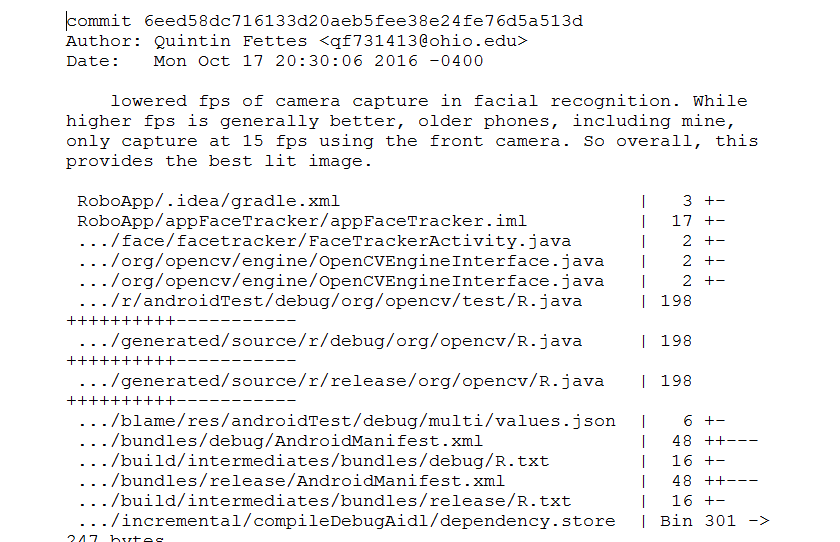 commit 6eed58dc716133d20aeb5fee38e24fe76d5a513d
Author: Quintin Fettes <qf731413@ohio.edu>
Date:   Mon Oct 17 20:30:06 2016 -0400
    lowered fps of camera capture in facial recognition. While
higher fps is generally better, older phones, including mine,
only capture at 15 fps using the front camera. So overall, this
provides the best lit image.
 RoboApp/.idea/gradle.xml                           |   3 +-
 RoboApp/appFaceTracker/appFaceTracker.iml          |  17 +-
 .../face/facetracker/FaceTrackerActivity.java      |   2 +-
 .../org/opencv/engine/OpenCVEngineInterface.java   |   2 +-
 .../org/opencv/engine/OpenCVEngineInterface.java   |   2 +-
 .../r/androidTest/debug/org/opencv/test/R.java     | 198
++++++++++-----------
 .../generated/source/r/debug/org/opencv/R.java     | 198
++++++++++-----------
 .../generated/source/r/release/org/opencv/R.java   | 198
++++++++++-----------
 .../blame/res/androidTest/debug/multi/values.json  |   6 +-
 .../bundles/debug/AndroidManifest.xml              |  48 ++---
 .../build/intermediates/bundles/debug/R.txt        |  16 +-
 .../bundles/release/AndroidManifest.xml            |  48 ++---
 .../build/intermediates/bundles/release/R.txt      |  16 +-
 .../incremental/compileDebugAidl/dependency.store  | Bin 301 ->
247 bytes